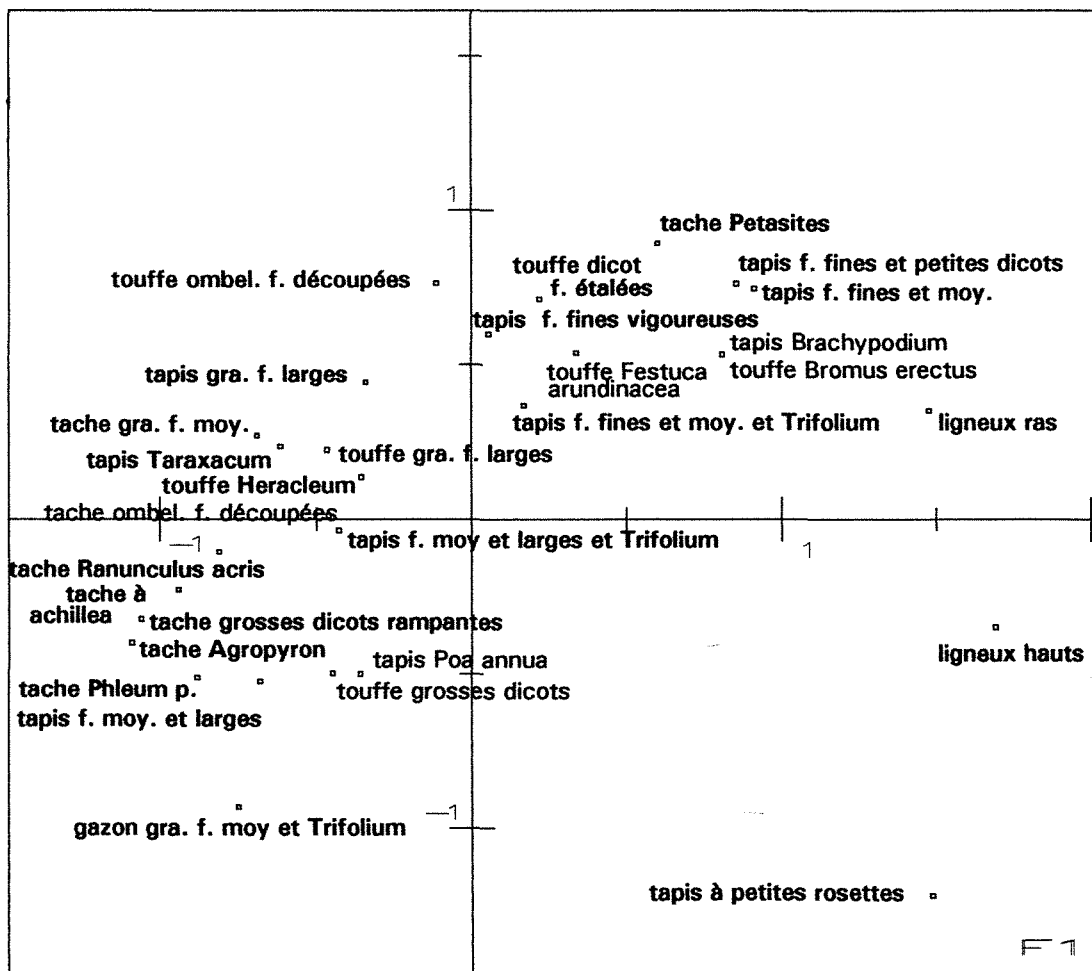 1
tache Petasites
touffe ombel. f. découpées
touffe dicot
f. étalées
tapis f. fines et petites dicots
tapis f. fines et moy.
tapis f. fines vigoureuses
tapis Brachypodium
tapis gra. f. larges
touffe Festuca
arundinacea
touffe Bromus erectus
tache gra. f. moy.
tapis f. fines et moy. et Trifolium
ligneux ras
tapis Taraxacum
touffe gra. f. larges
touffe Heracleum
tache ombel. f. découpées
—1
tapis f. moy et larges et Trifolium
1
tache Ranunculus acris
tache à
achillea
tache grosses dicots rampantes
tache Agropyron
tapis Poa annua
ligneux hauts
tache Phleum p.
touffe grosses dicots
tapis f. moy. et larges
—1
gazon gra. f. moy et Trifolium
tapis à petites rosettes
F1